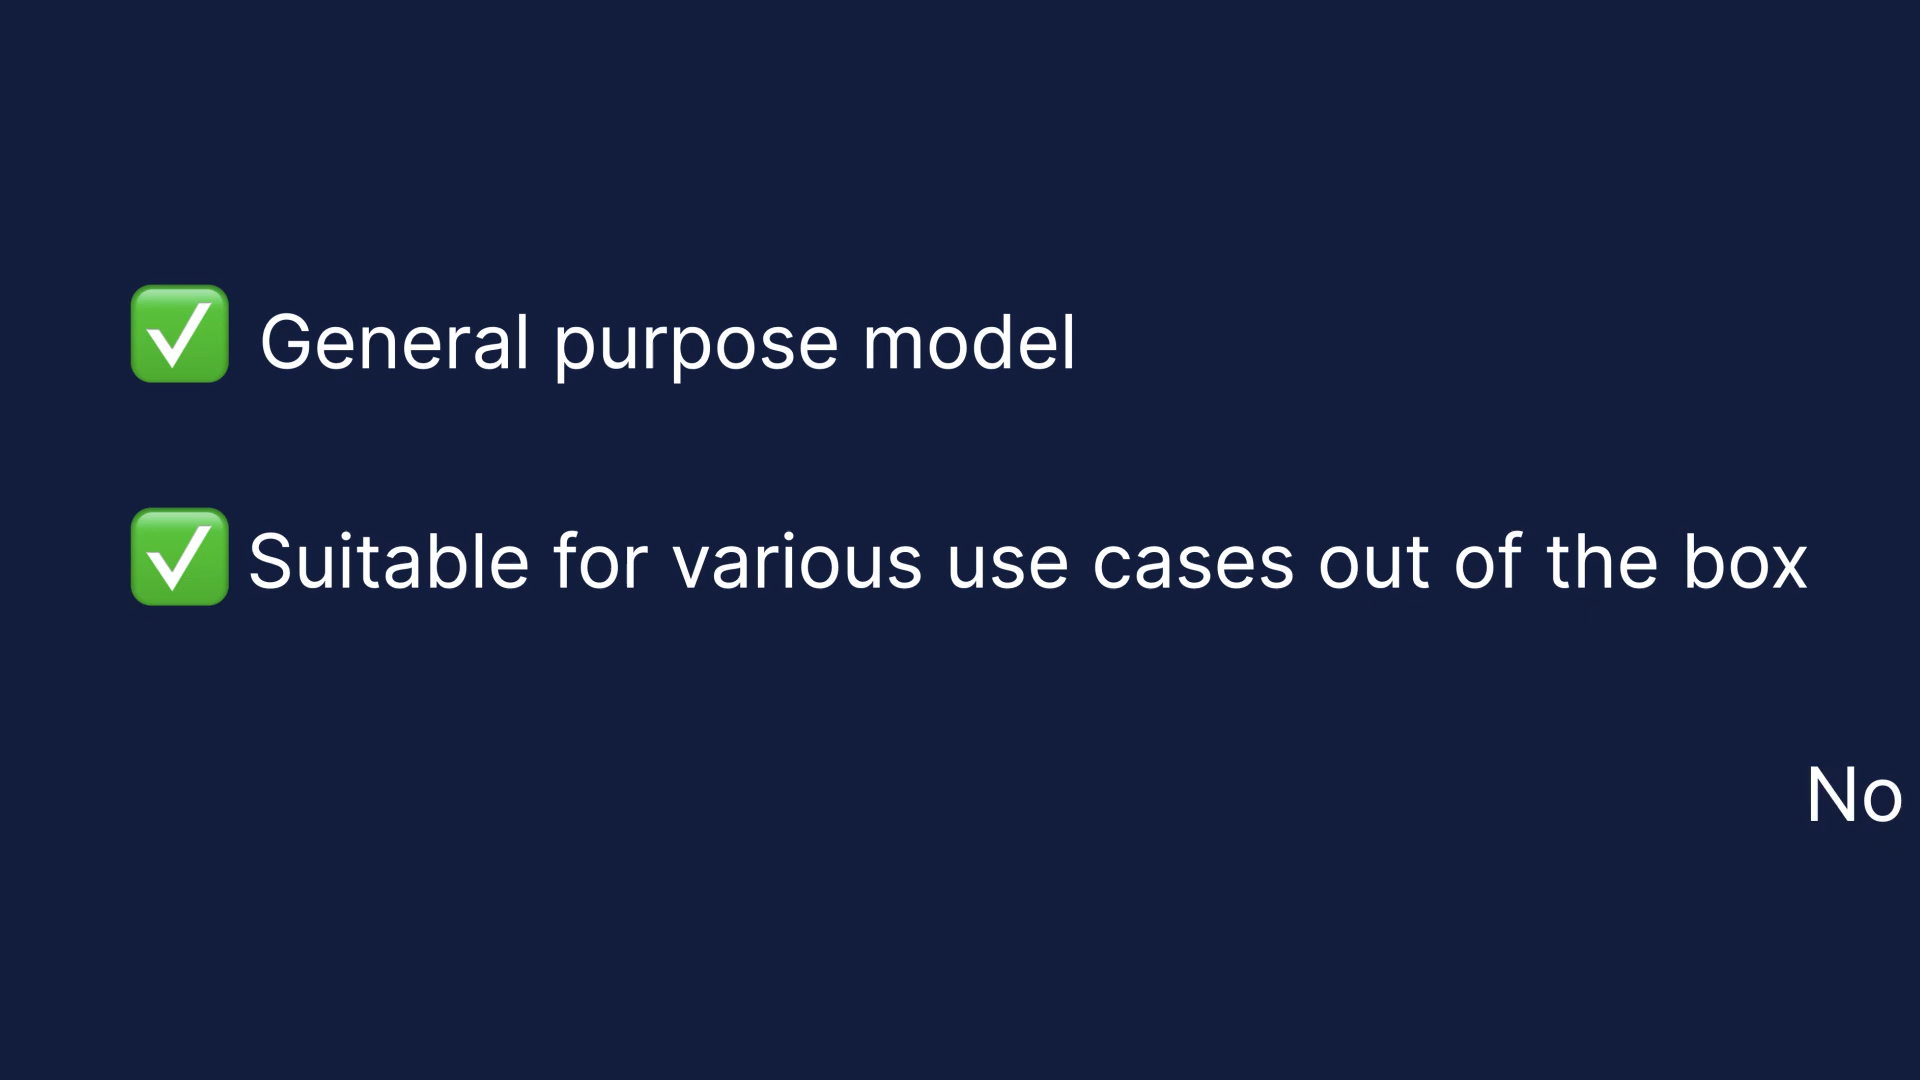 ✅ General purpose model
✅ Suitable for various use cases out of the box
No